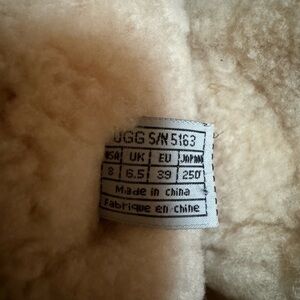 UGG S/N 5163
USA UK EU JAPAN
8 6.5 39 250
Made in China
Fabriqué en chine